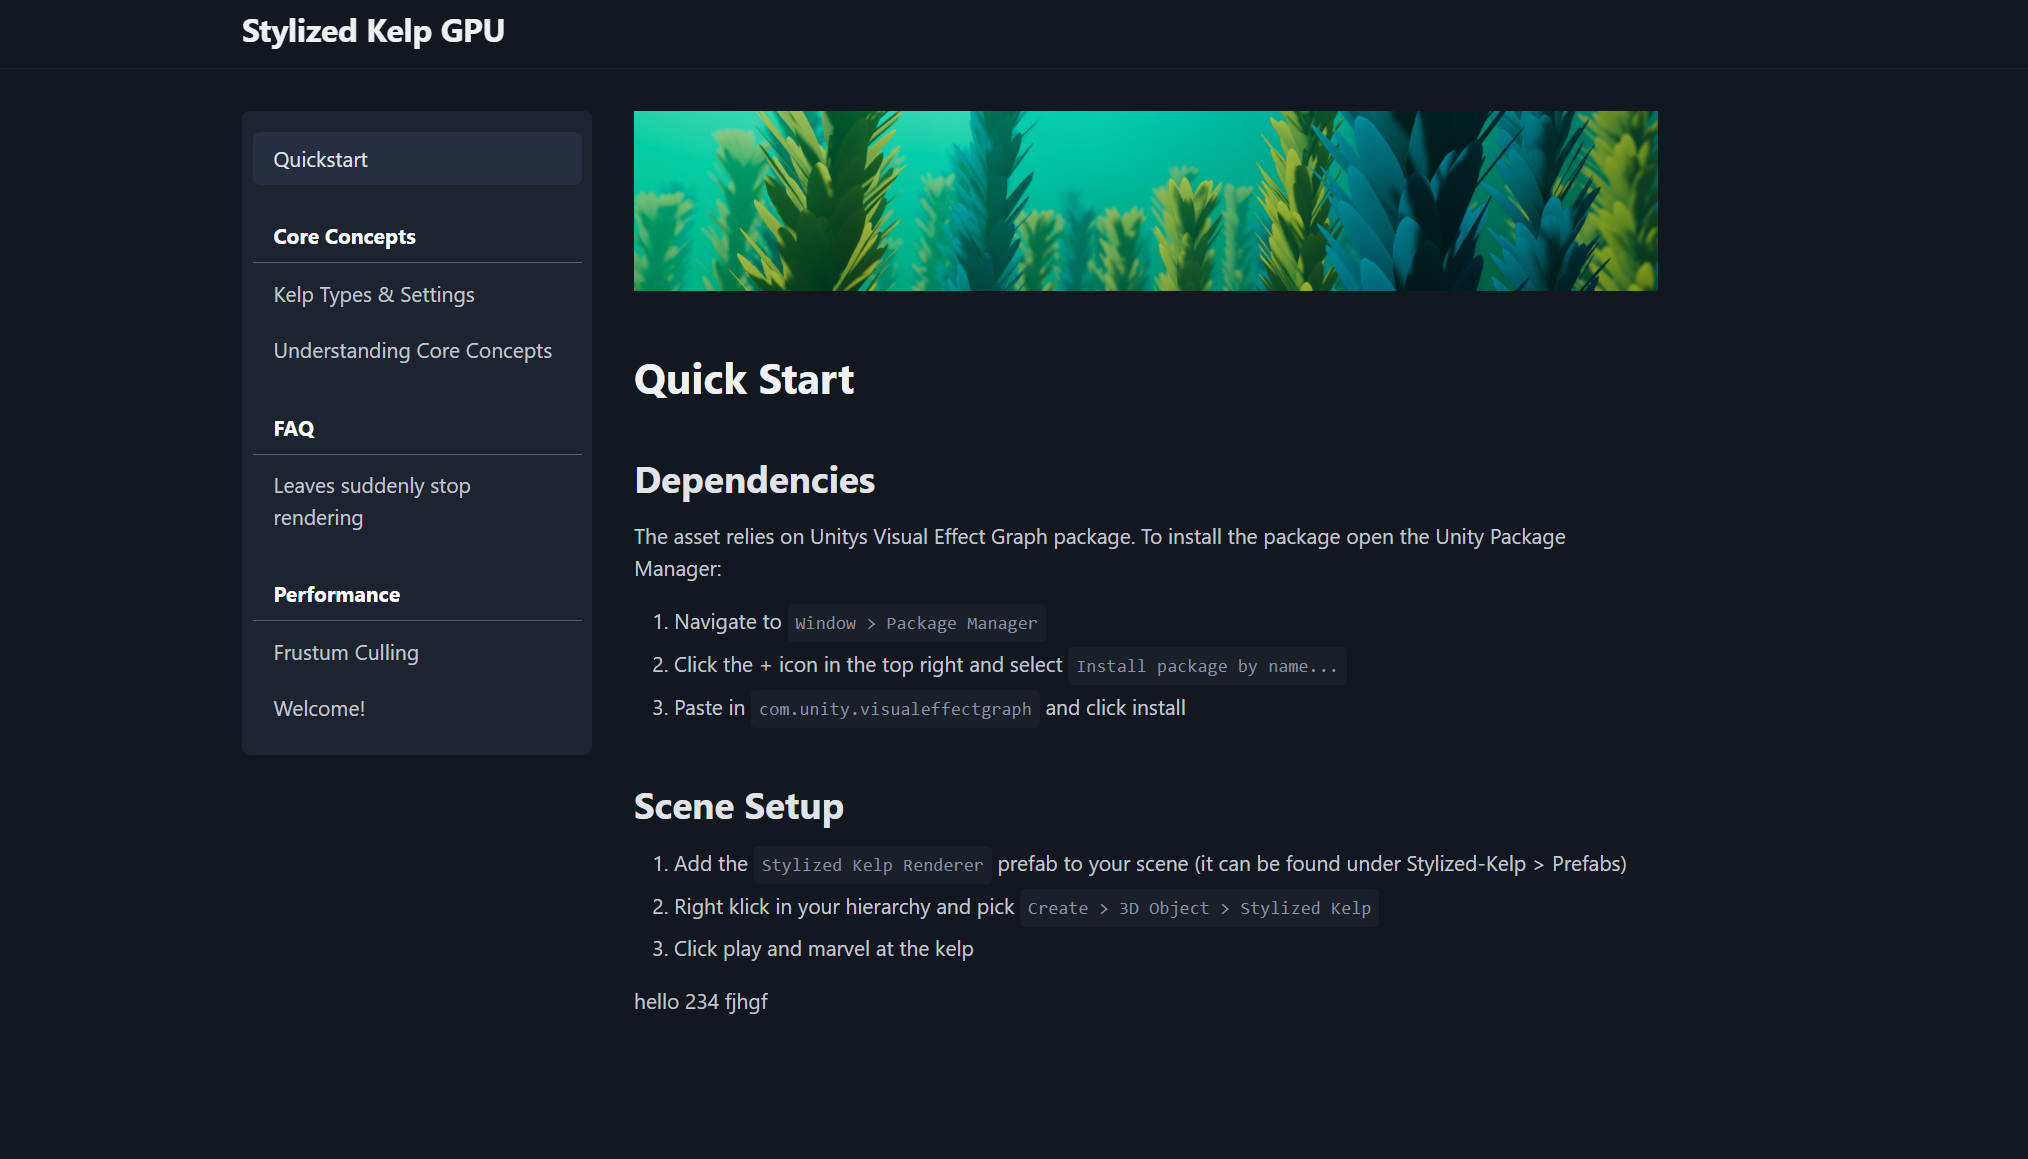 Stylized Kelp GPU
Quickstart
Core Concepts
Kelp Types & Settings
Understanding Core Concepts
FAQ
Leaves suddenly stop
rendering
Performance
Frustum Culling
Welcome!
Quick Start
Dependencies
The asset relies on Unitys Visual Effect Graph package. To install the package open the Unity Package
Manager:
1. Navigate to Window > Package Manager
2. Click the + icon in the top right and select Install package by name...
3. Paste in com.unity.visualeffectgraph and click install
Scene Setup
1. Add the Stylized Kelp Renderer prefab to your scene (it can be found under Stylized-Kelp > Prefabs)
2. Right klick in your hierarchy and pick Create > 3D Object > Stylized Kelp
3. Click play and marvel at the kelp
hello 234 fjhgf